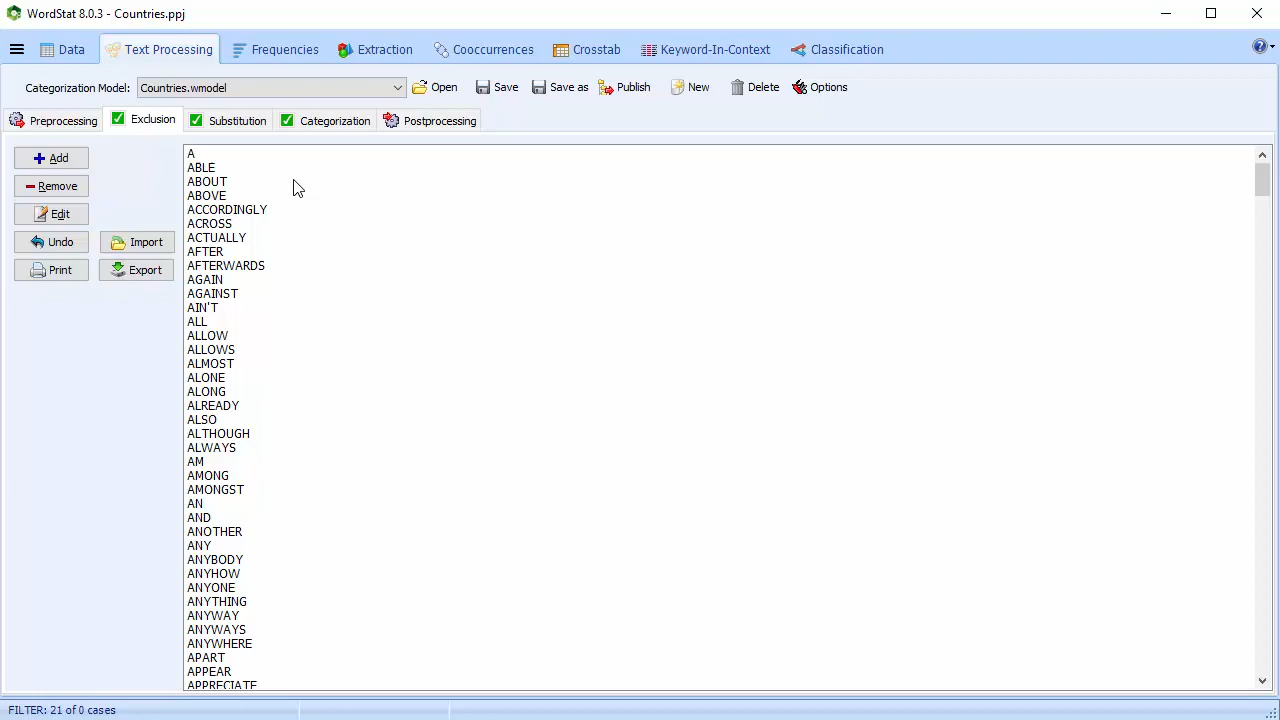 WordStat 8.0.3 - Countries.ppj
Data Text Processing Frequencies Extraction Cooccurrences Crosstab Keyword-In-Context Classification
Categorization Model: Countries.wmodel Open Save Save as Publish New Delete Options
Preprocessing Exclusion Substitution Categorization Postprocessing
Add
Remove
Edit
Undo Import
Print Export
A
ABLE
ABOUT
ABOVE
ACCORDINGLY
ACROSS
ACTUALLY
AFTER
AFTERWARDS
AGAIN
AGAINST
AIN'T
ALL
ALLOW
ALLOWS
ALMOST
ALONE
ALONG
ALREADY
ALSO
ALTHOUGH
ALWAYS
AM
AMONG
AMONGST
AN
AND
ANOTHER
ANY
ANYBODY
ANYHOW
ANYONE
ANYTHING
ANYWAY
ANYWAYS
ANYWHERE
APART
APPEAR
APPRECIATE
FILTER: 21 of 0 cases